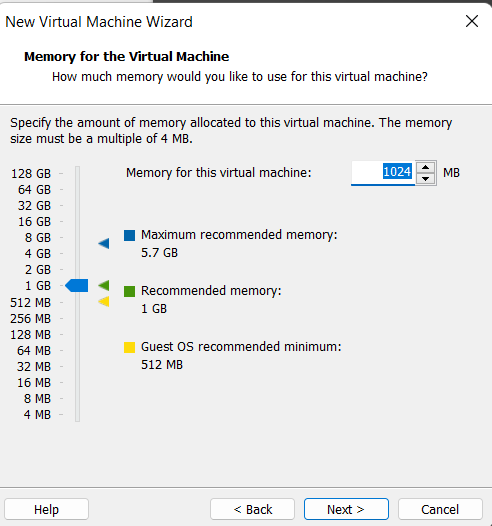 New Virtual Machine Wizard
Memory for the Virtual Machine
How much memory would you like to use for this virtual machine?
Specify the amount of memory allocated to this virtual machine. The memory
size must be a multiple of 4 MB.
128 GB
64 GB
32 GB
16 GB
8 GB
4 GB
2 GB
1 GB
512 MB
256 MB
128 MB
64 MB
32 MB
16 MB
8 MB
4 MB
Memory for this virtual machine: 1024 MB
Maximum recommended memory:
5.7 GB
Recommended memory:
1 GB
Guest OS recommended minimum:
512 MB
Help
< Back
Next >
Cancel